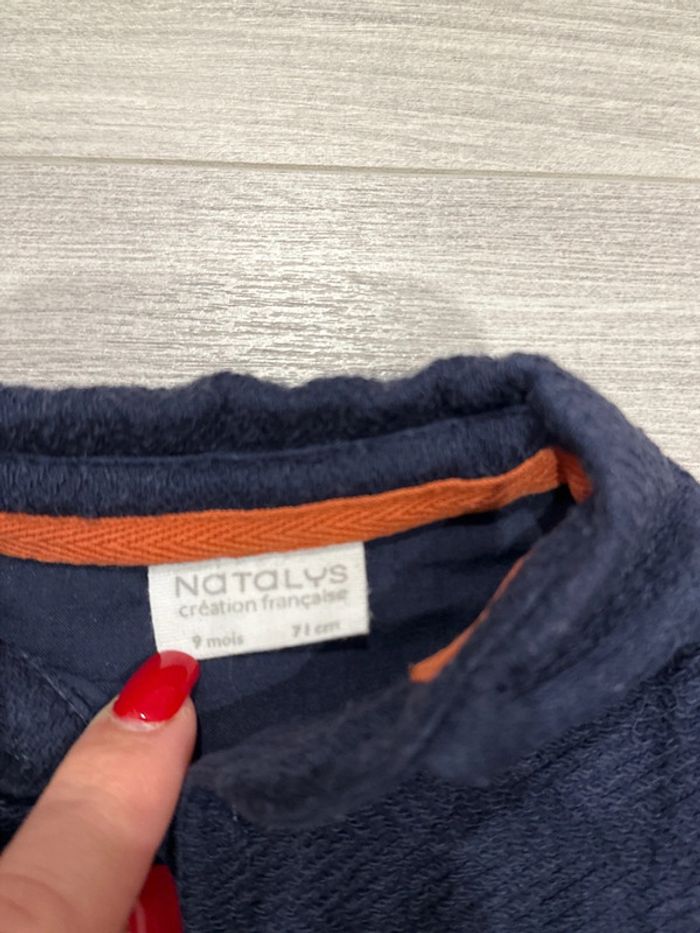 NATALYS
création française
9 mois 71 cm